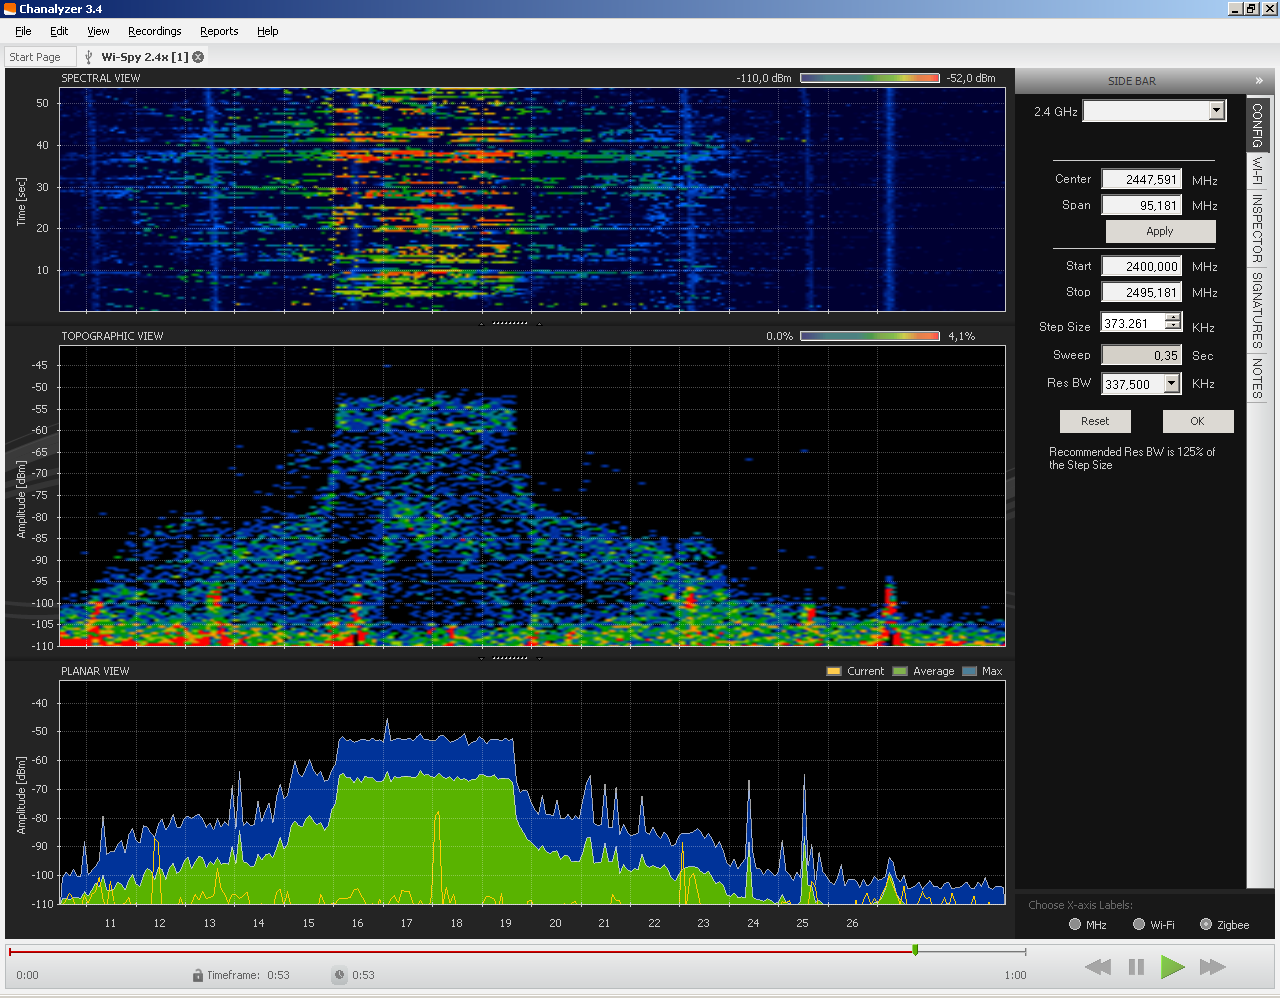 Chanalyzer 3.4
File Edit View Recordings Reports Help
Start Page Wi-Spy 2.4x [1]
SPECTRAL VIEW -110,0 dBm -52,0 dBm
50
40
30
20
10
Time [sec]
TOPOGRAPHIC VIEW 0.0% 4,1%
-45
-50
-55
-60
-65
-70
-75
-80
-85
-90
-95
-100
-105
-110
Amplitude [dBm]
PLANAR VIEW Current Average Max
-40
-50
-60
-70
-80
-90
-100
-110
Amplitude [dBm]
11 12 13 14 15 16 17 18 19 20 21 22 23 24 25 26
SIDE BAR »
2.4 GHz
Center 2447,591 MHz
Span 95,181 MHz
Apply
Start 2400,000 MHz
Stop 2495,181 MHz
Step Size 373.261 KHz
Sweep 0,35 Sec
Res BW 337,500 KHz
Reset OK
Recommended Res BW is 125% of
the Step Size
CONFIG
WI-FI
INSPECTOR
SIGNATURES
NOTES
Choose X-axis Labels:
MHz Wi-Fi Zigbee
0:00 Timeframe: 0:53 0:53 1:00